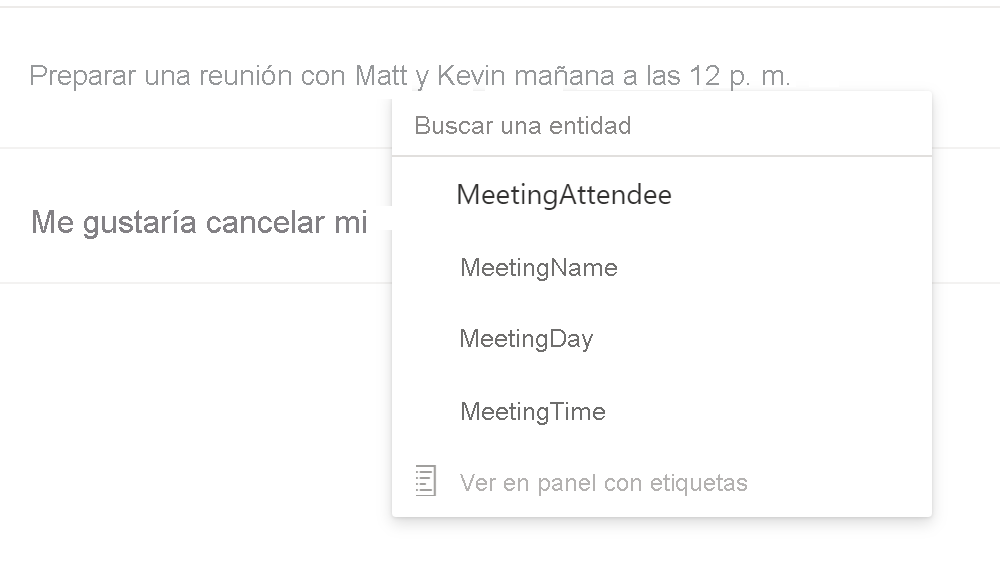 Preparar una reunión con Matt y Kevin mañana a las 12 p. m.
Buscar una entidad
MeetingAttendee
Me gustaría cancelar mi
MeetingName
MeetingDay
MeetingTime
Ver en panel con etiquetas